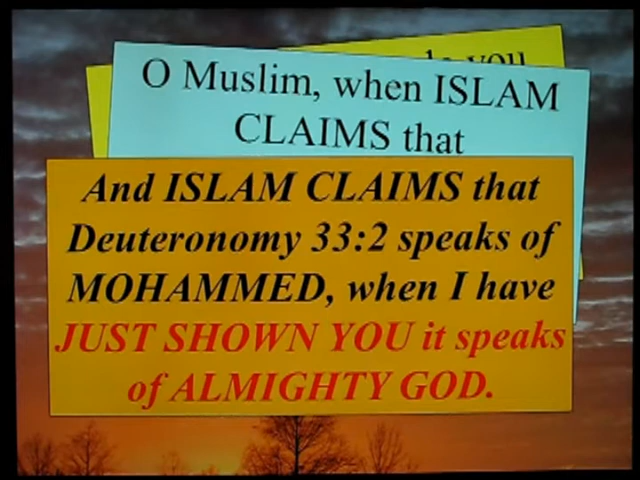 you
O Muslim, when ISLAM
CLAIMS that
And ISLAM CLAIMS that
Deuteronomy 33:2 speaks of
MOHAMMED, when I have
JUST SHOWN YOU it speaks
of ALMIGHTY GOD.